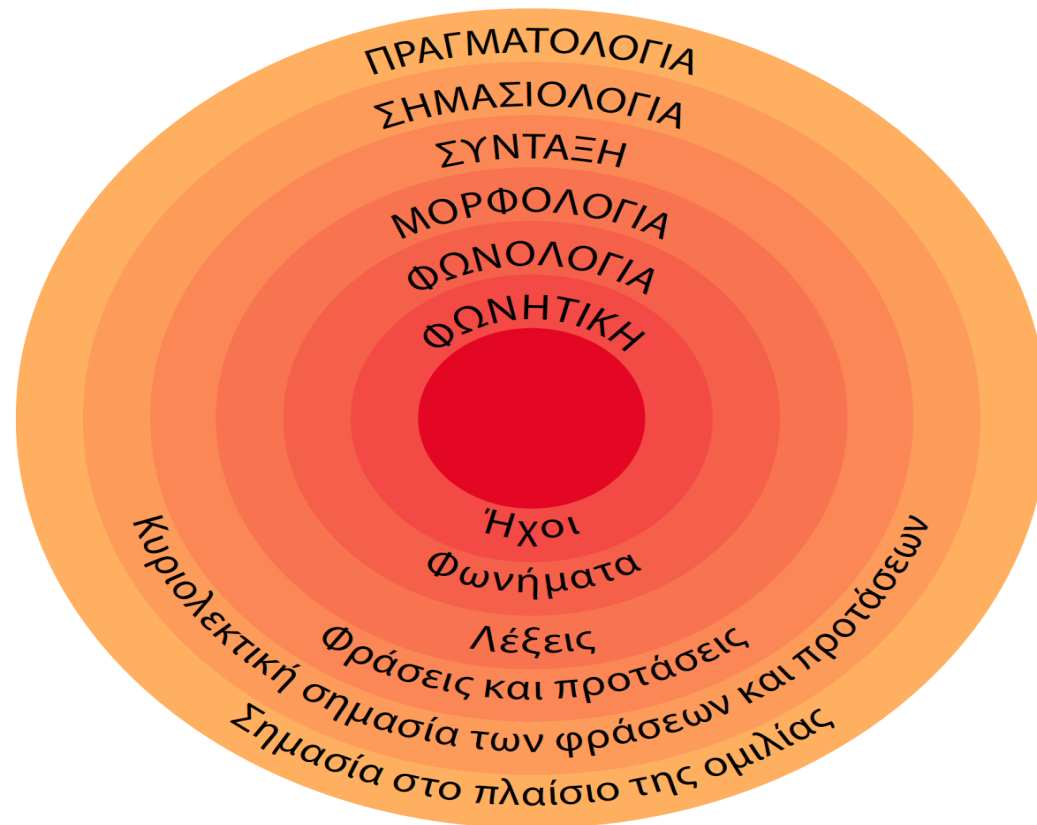 ΠΡΑΓΜΑΤΟΛΟΓΙΑ
ΣΗΜΑΣΙΟΛΟΓΙΑ
ΣΥΝΤΑΞΗ
ΜΟΡΦΟΛΟΓΙΑ
ΦΩΝΟΛΟΓΙΑ
ΦΩΝΗΤΙΚΗ
Ήχοι
Φωνήματα
Λέξεις
Φράσεις και προτάσεις
Κυριολεκτική σημασία των φράσεων και προτάσεων
Σημασία στο πλαίσιο της ομιλίας